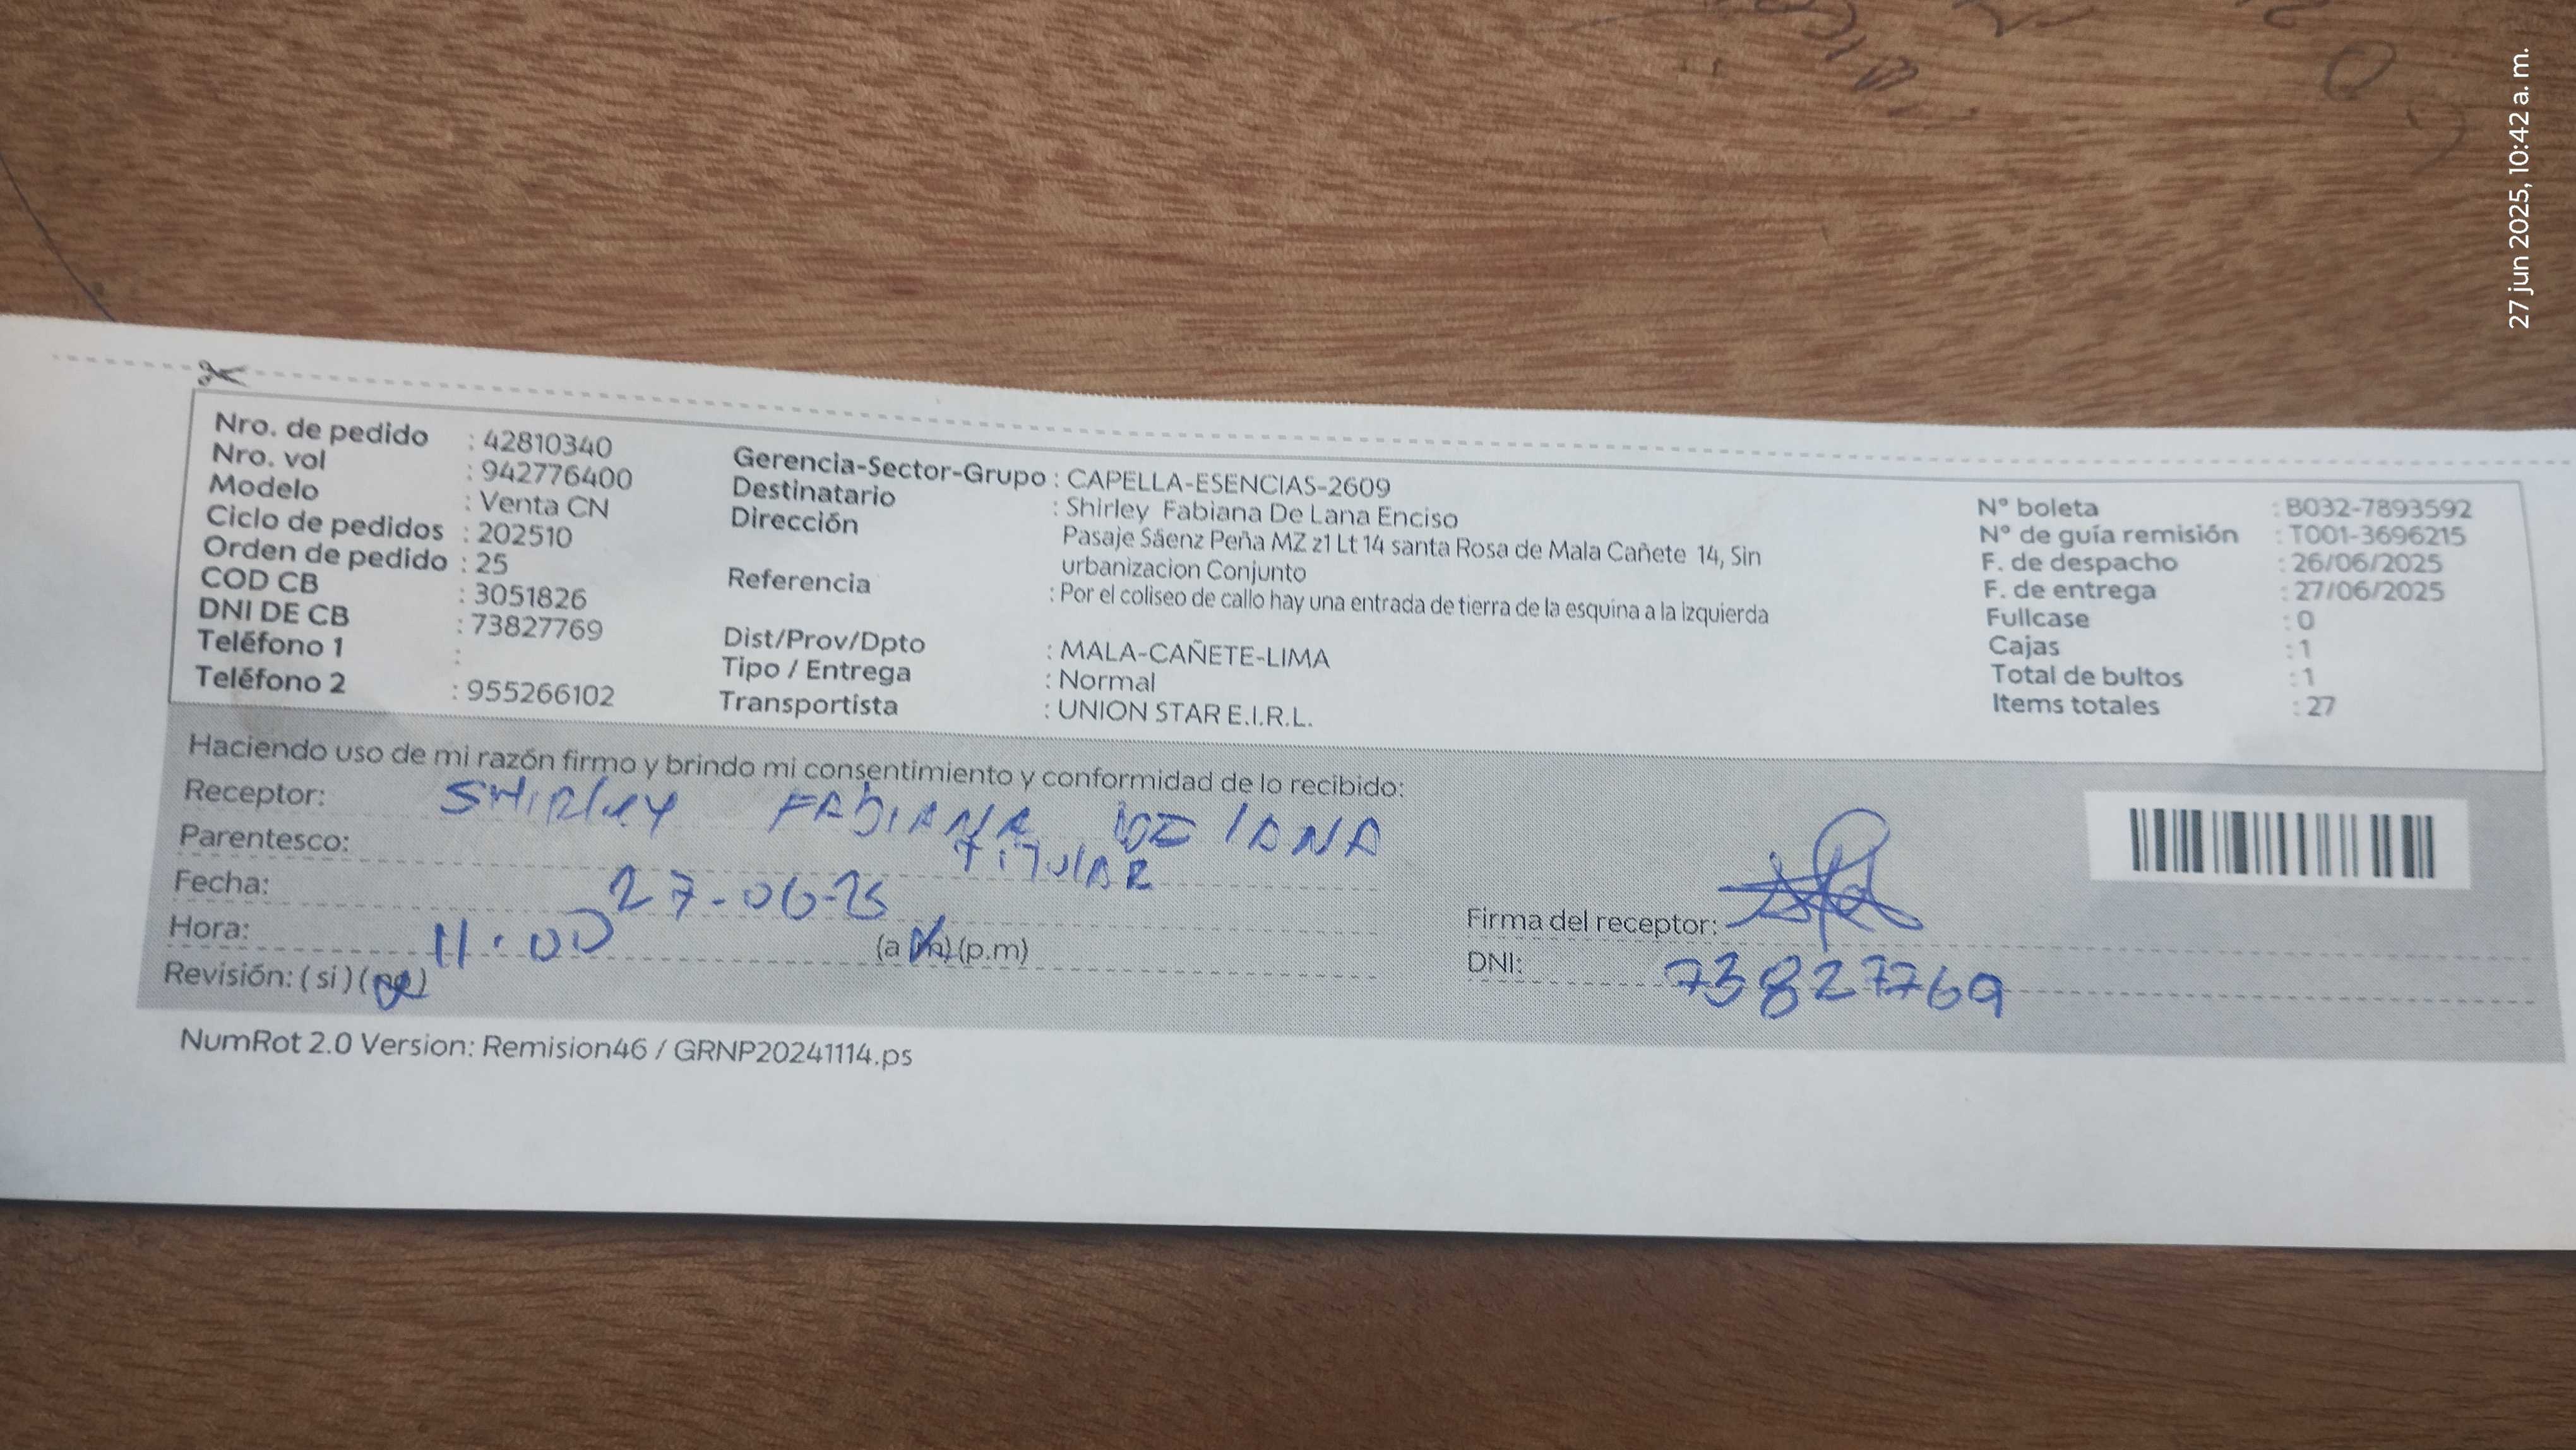 27 jun 2025, 10:42 a. m.
Nro. de pedido : 42810340
Nro. vol : 942776400
Modelo : Venta CN
Ciclo de pedidos : 202510
Orden de pedido : 25
COD CB : 3051826
DNI DE CB : 73827769
Teléfono 1 :
Teléfono 2 : 955266102
Gerencia-Sector-Grupo : CAPELLA-ESENCIAS-2609
Destinatario : Shirley Fabiana De Lana Enciso
Dirección Pasaje Sáenz Peña MZ z1 Lt 14 santa Rosa de Mala Cañete 14, Sin
urbanizacion Conjunto
Referencia : Por el coliseo de callo hay una entrada de tierra de la esquina a la izquierda
Dist/Prov/Dpto : MALA-CAÑETE-LIMA
Tipo / Entrega : Normal
Transportista : UNION STAR E.I.R.L.
N° boleta : B032-7893592
N° de guía remisión : T001-3696215
F. de despacho : 26/06/2025
F. de entrega : 27/06/2025
Fullcase : 0
Cajas : 1
Total de bultos : 1
Items totales : 27
Haciendo uso de mi razón firmo y brindo mi consentimiento y conformidad de lo recibido:
Receptor: SHIRLEY FABIANA DE LANA
Parentesco: TITULAR
Fecha: 27-06-25
Hora: 11:00 (a.m) (p.m)
Revisión: ( si ) ( no )
Firma del receptor:
DNI: 73827769
NumRot 2.0 Version: Remision46 / GRNP20241114.ps